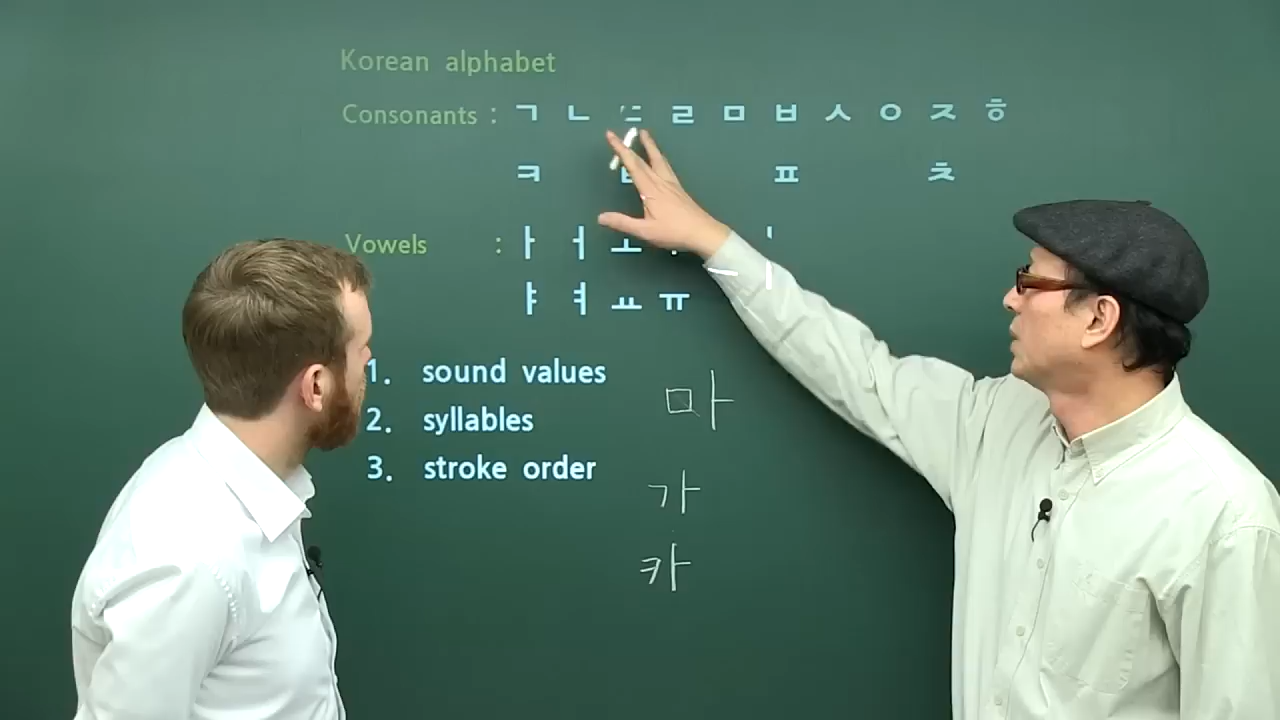 Korean alphabet
Consonants : ㄱ ㄴ ㄷ ㄹ ㅁ ㅂ ㅅ ㅇ ㅈ ㅎ
ㅋ ㅍ ㅊ
Vowels : ㅏ ㅓ ㅗ
ㅑ ㅕ ㅛ ㅠ
1. sound values
2. syllables
3. stroke order
마
가
카